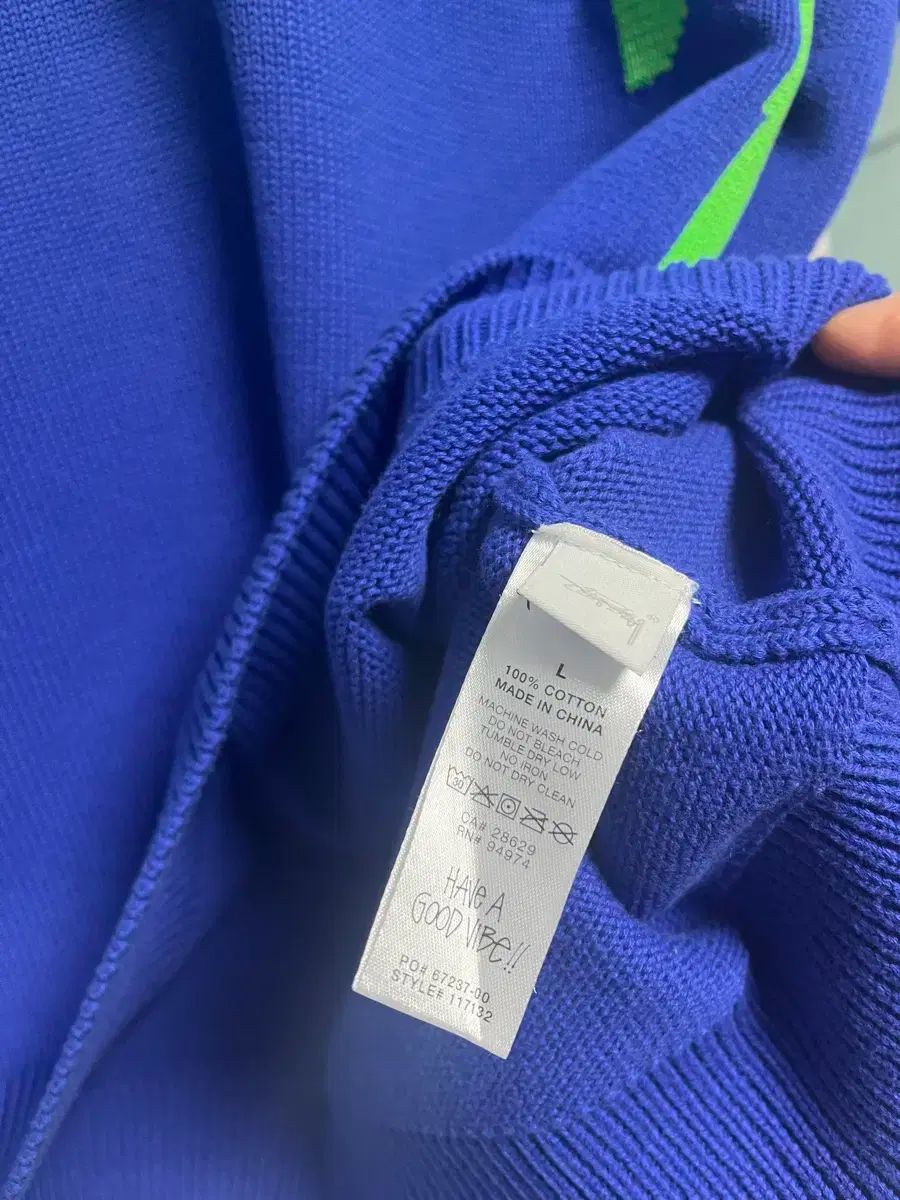 L
100% COTTON
MADE IN CHINA
MACHINE WASH COLD
DO NOT BLEACH
TUMBLE DRY LOW
NO IRON
DO NOT DRY CLEAN
30
CA# 28629
RN# 94974
HAVE A
GOOD VIBE!!
PO# 67237-00
STYLE# 117132